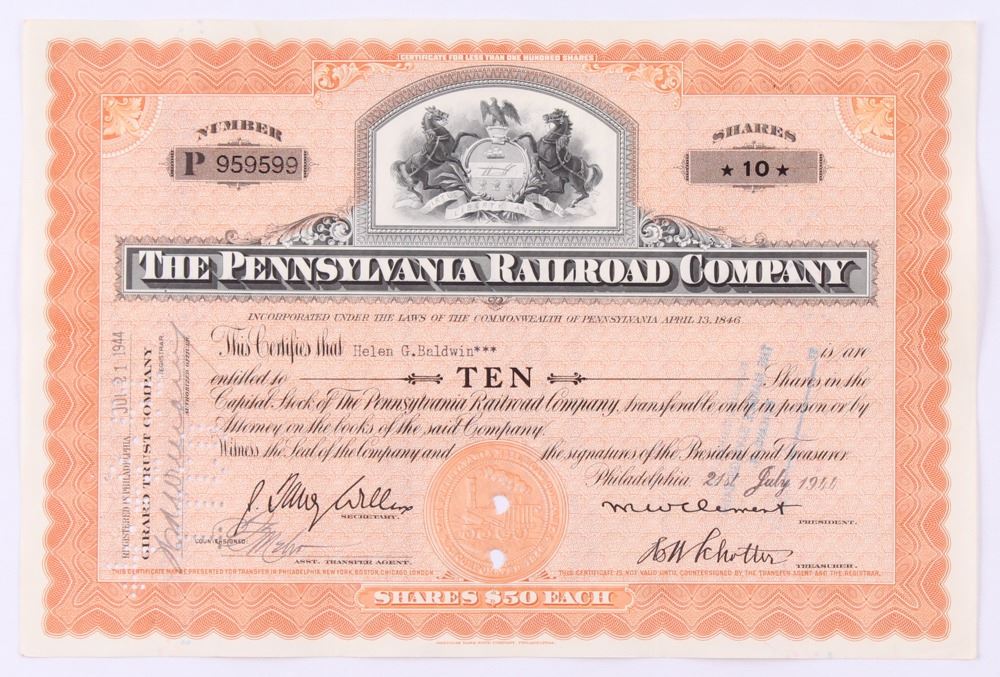 CERTIFICATE FOR LESS THAN ONE HUNDRED SHARES
NUMBER
P 959599
SHARES
★ 10 ★
THE PENNSYLVANIA RAILROAD COMPANY
INCORPORATED UNDER THE LAWS OF THE COMMONWEALTH OF PENNSYLVANIA APRIL 13, 1846
This Certifies that Helen G.Baldwin*** is/are
entitled to TEN Shares in the
Capital Stock of The Pennsylvania Railroad Company, transferable only in person or by
Attorney on the books of the said Company.
Witness the Seal of the Company and the signatures of the President and Treasurer
Philadelphia, 21st July 1944
SECRETARY.
M W Clement
PRESIDENT.
COUNTERSIGNED:
ASST. TRANSFER AGENT.
TREASURER.
REGISTERED IN PHILADELPHIA, JUL 21 1944
GIRARD TRUST COMPANY
REGISTRAR
AUTHORIZED OFFICER.
THIS CERTIFICATE MAY BE PRESENTED FOR TRANSFER IN PHILADELPHIA, NEW YORK, BOSTON, CHICAGO, LONDON
THIS CERTIFICATE IS NOT VALID UNTIL COUNTERSIGNED BY THE TRANSFER AGENT AND THE REGISTRAR.
SHARES $50 EACH